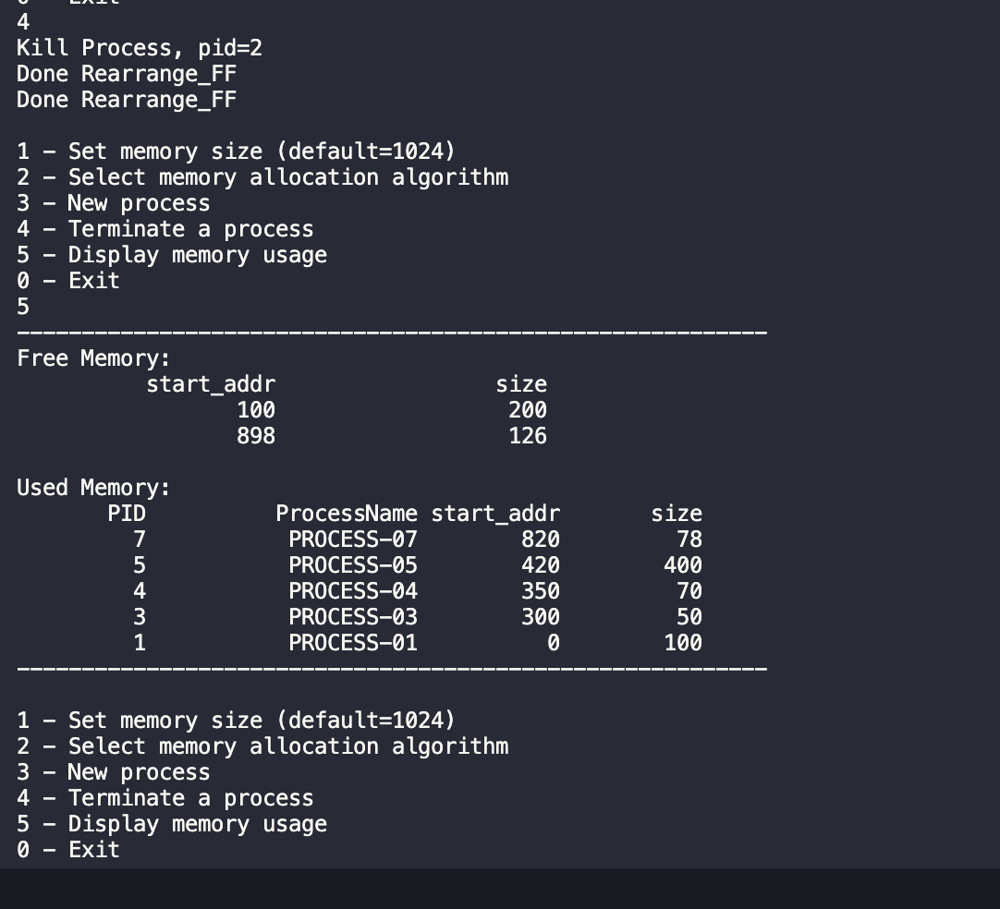 0 - Exit
4
Kill Process, pid=2
Done Rearrange_FF
Done Rearrange_FF
1 - Set memory size (default=1024)
2 - Select memory allocation algorithm
3 - New process
4 - Terminate a process
5 - Display memory usage
0 - Exit
5
----------------------------------------------------------
Free Memory:
          start_addr                 size
                 100                  200
                 898                  126
Used Memory:
       PID          ProcessName start_addr       size
         7           PROCESS-07        820         78
         5           PROCESS-05        420        400
         4           PROCESS-04        350         70
         3           PROCESS-03        300         50
         1           PROCESS-01          0        100
----------------------------------------------------------
1 - Set memory size (default=1024)
2 - Select memory allocation algorithm
3 - New process
4 - Terminate a process
5 - Display memory usage
0 - Exit